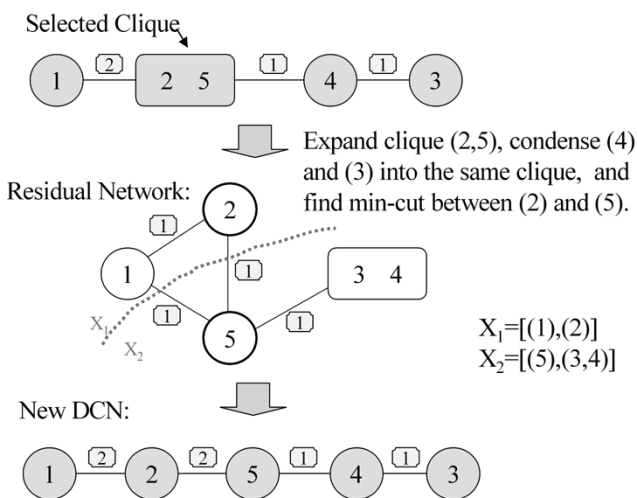 Selected Clique
1 2 2 5 1 4 1 3
Expand clique (2,5), condense (4)
and (3) into the same clique, and
find min-cut between (2) and (5).
Residual Network:
2
1
1 1 3 4
1 1
5
X1
X2
X1=[(1),(2)]
X2=[(5),(3,4)]
New DCN:
1 2 2 2 5 1 4 1 3